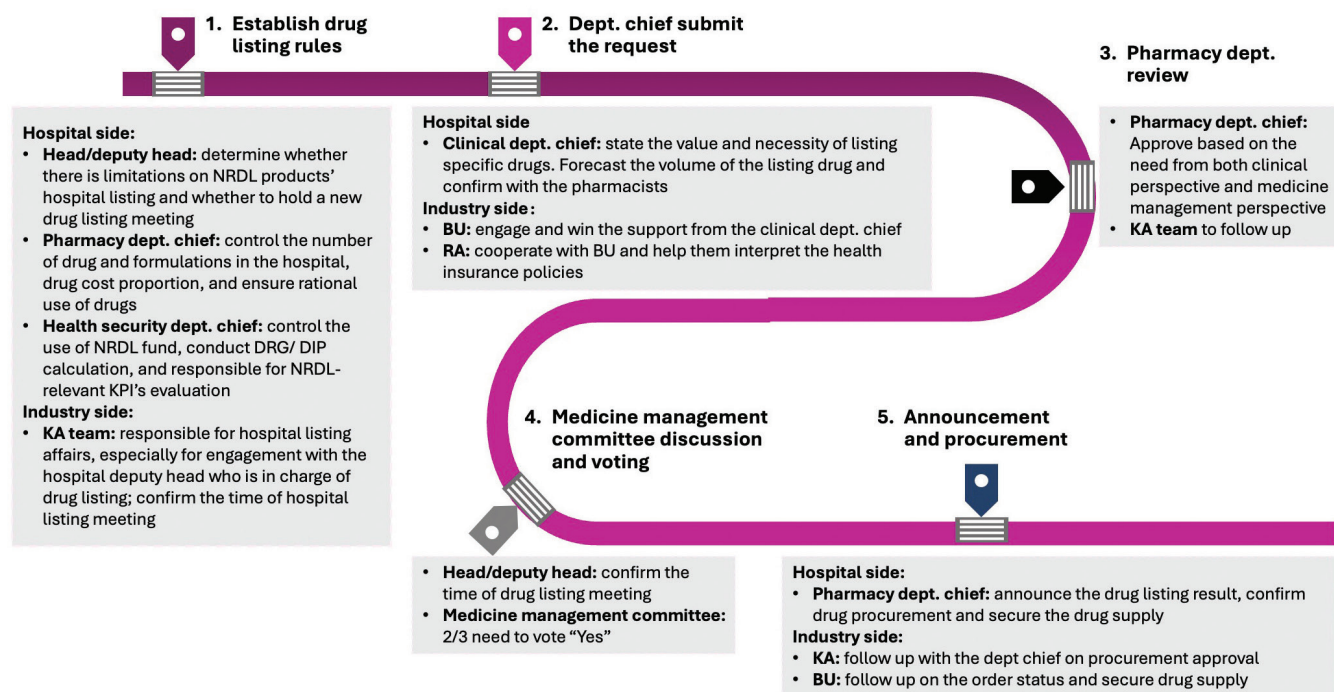 1. Establish drug
listing rules
Hospital side:
• Head/deputy head: determine whether
there is limitations on NRDL products’
hospital listing and whether to hold a new
drug listing meeting
• Pharmacy dept. chief: control the number
of drug and formulations in the hospital,
drug cost proportion, and ensure rational
use of drugs
• Health security dept. chief: control the
use of NRDL fund, conduct DRG/ DIP
calculation, and responsible for NRDL-
relevant KPI’s evaluation
Industry side:
• KA team: responsible for hospital listing
affairs, especially for engagement with the
hospital deputy head who is in charge of
drug listing; confirm the time of hospital
listing meeting
2. Dept. chief submit
the request
Hospital side
• Clinical dept. chief: state the value and necessity of listing
specific drugs. Forecast the volume of the listing drug and
confirm with the pharmacists
Industry side:
• BU: engage and win the support from the clinical dept. chief
• RA: cooperate with BU and help them interpret the health
insurance policies
3. Pharmacy dept.
review
• Pharmacy dept. chief:
Approve based on the
need from both clinical
perspective and medicine
management perspective
• KA team to follow up
4. Medicine management
committee discussion
and voting
• Head/deputy head: confirm the
time of drug listing meeting
• Medicine management committee:
2/3 need to vote “Yes”
5. Announcement
and procurement
Hospital side:
• Pharmacy dept. chief: announce the drug listing result, confirm
drug procurement and secure the drug supply
Industry side:
• KA: follow up with the dept chief on procurement approval
• BU: follow up on the order status and secure drug supply